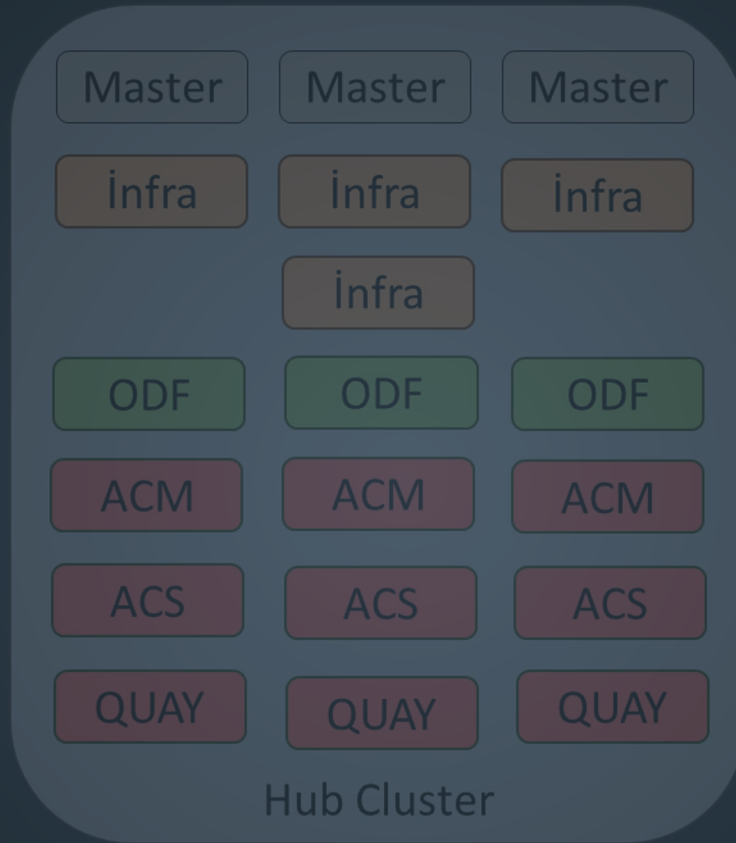 Master Master Master
İnfra İnfra İnfra
İnfra
ODF ODF ODF
ACM ACM ACM
ACS ACS ACS
QUAY QUAY QUAY
Hub Cluster